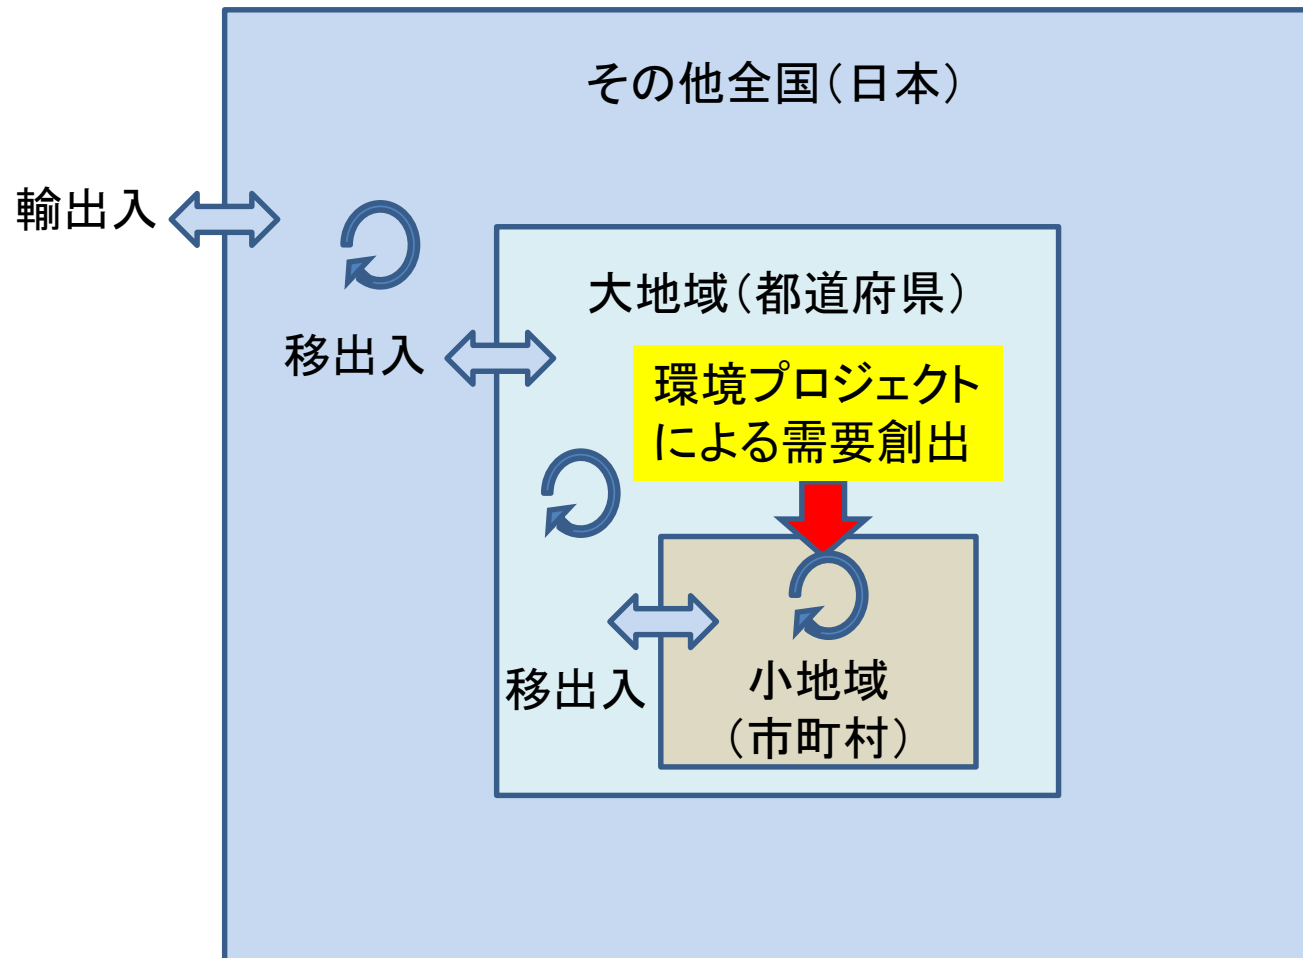 その他全国（日本）
輸出入
大地域（都道府県）
移出入
環境プロジェクト
による需要創出
移出入
小地域
（市町村）